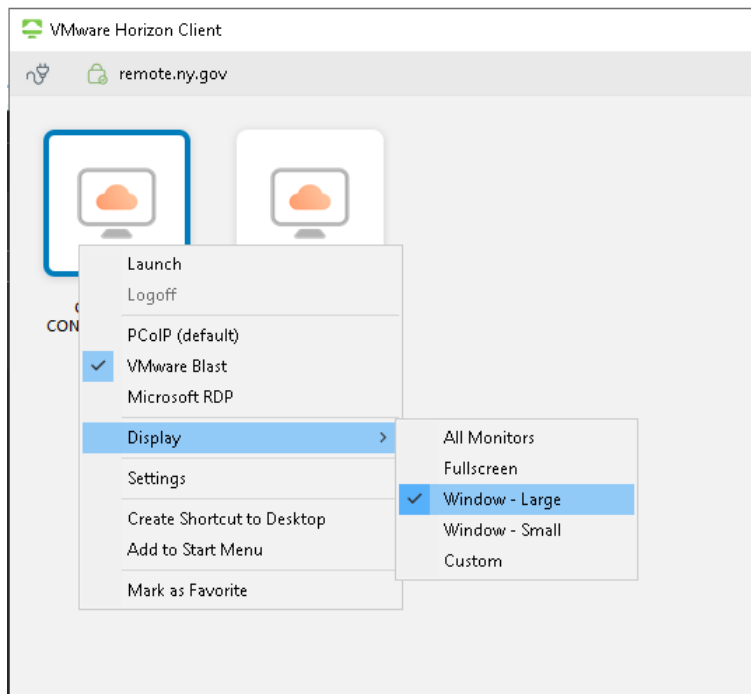 VMware Horizon Client
remote.ny.gov
Launch
Logoff
CON
PCoIP (default)
VMware Blast
Microsoft RDP
Display
All Monitors
Fullscreen
Settings
Window - Large
Create Shortcut to Desktop
Window - Small
Add to Start Menu
Custom
Mark as Favorite